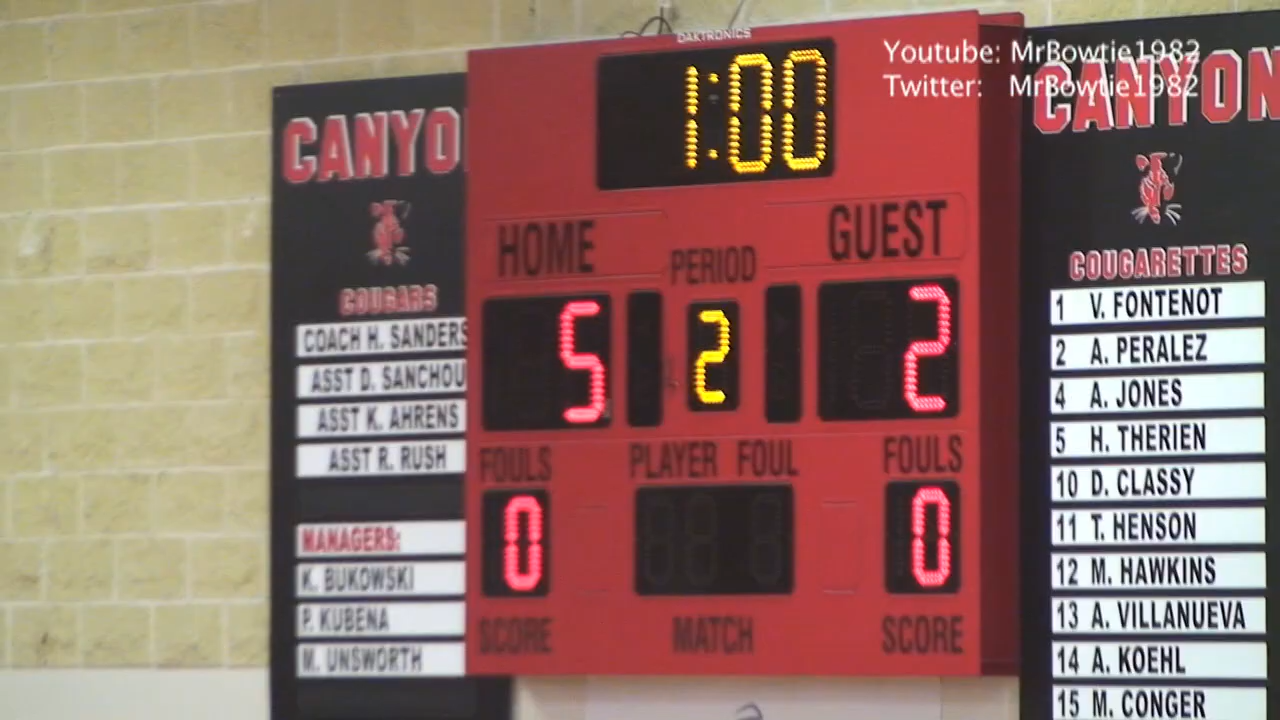 DAKTRONICS
Youtube: MrBowtie1982
Twitter: MrBowtie1982
1:00
CANYO
COUGARS
COACH H. SANDERS
ASST D. SANCHOU
ASST K. AHRENS
ASST R. RUSH
MANAGERS:
K. BUKOWSKI
P. KUBENA
M. UNSWORTH
HOME
PERIOD
GUEST
5
2
2
FOULS
PLAYER FOUL
FOULS
0
0
SCORE
MATCH
SCORE
CANYON
COUGARETTES
1 V. FONTENOT
2 A. PERALEZ
4 A. JONES
5 H. THERIEN
10 D. CLASSY
11 T. HENSON
12 M. HAWKINS
13 A. VILLANUEVA
14 A. KOEHL
15 M. CONGER